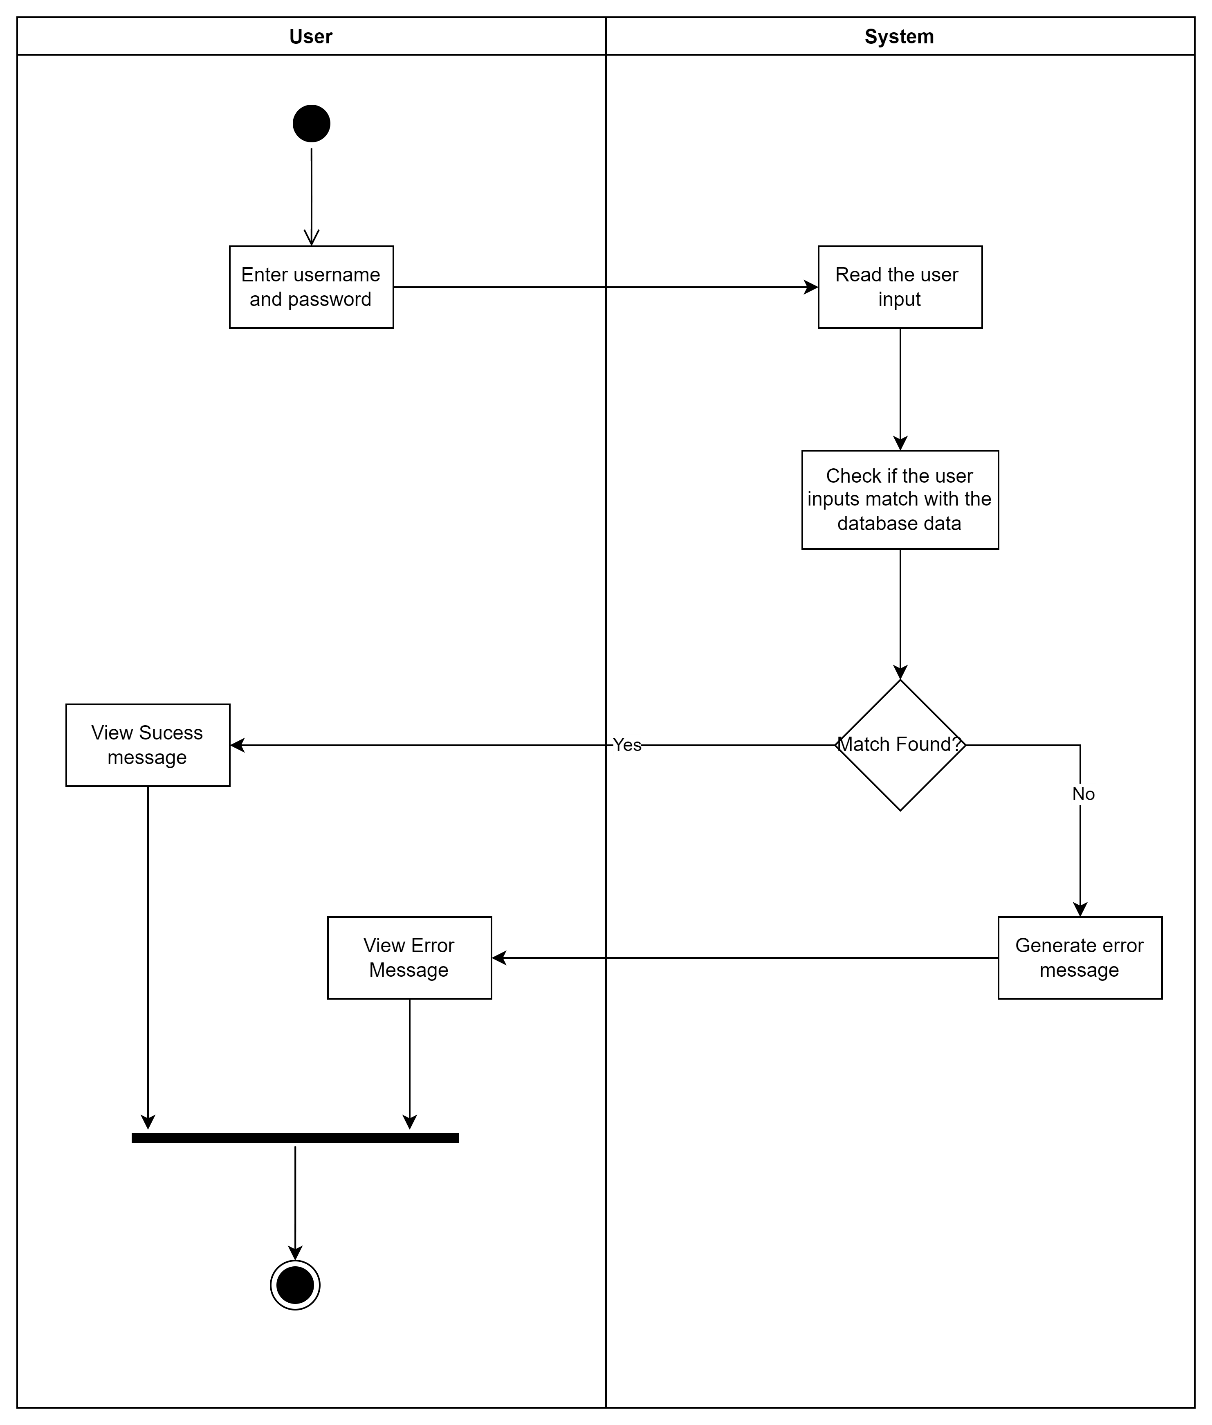 User
System
Enter username
and password
Read the user
input
Check if the user
inputs match with the
database data
View Sucess
message
Yes
Match Found?
No
View Error
Message
Generate error
message